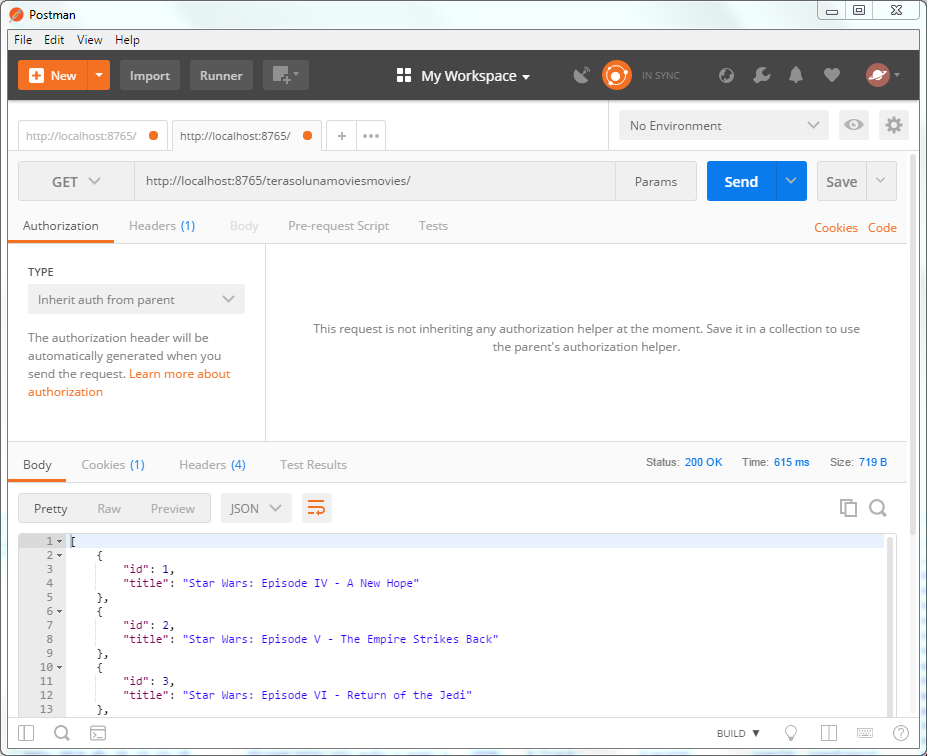 Postman
File Edit View Help
New Import Runner My Workspace IN SYNC
http://localhost:8765/ http://localhost:8765/ + ••• No Environment
GET http://localhost:8765/terasolunamoviesmovies/ Params Send Save
Authorization Headers (1) Body Pre-request Script Tests Cookies Code
TYPE
Inherit auth from parent
The authorization header will be
automatically generated when you
send the request. Learn more about
authorization
This request is not inheriting any authorization helper at the moment. Save it in a collection to use
the parent's authorization helper.
Body Cookies (1) Headers (4) Test Results Status: 200 OK Time: 615 ms Size: 719 B
Pretty Raw Preview JSON
1 [
2 {
3 "id": 1,
4 "title": "Star Wars: Episode IV - A New Hope"
5 },
6 {
7 "id": 2,
8 "title": "Star Wars: Episode V - The Empire Strikes Back"
9 },
10 {
11 "id": 3,
12 "title": "Star Wars: Episode VI - Return of the Jedi"
13 },
BUILD